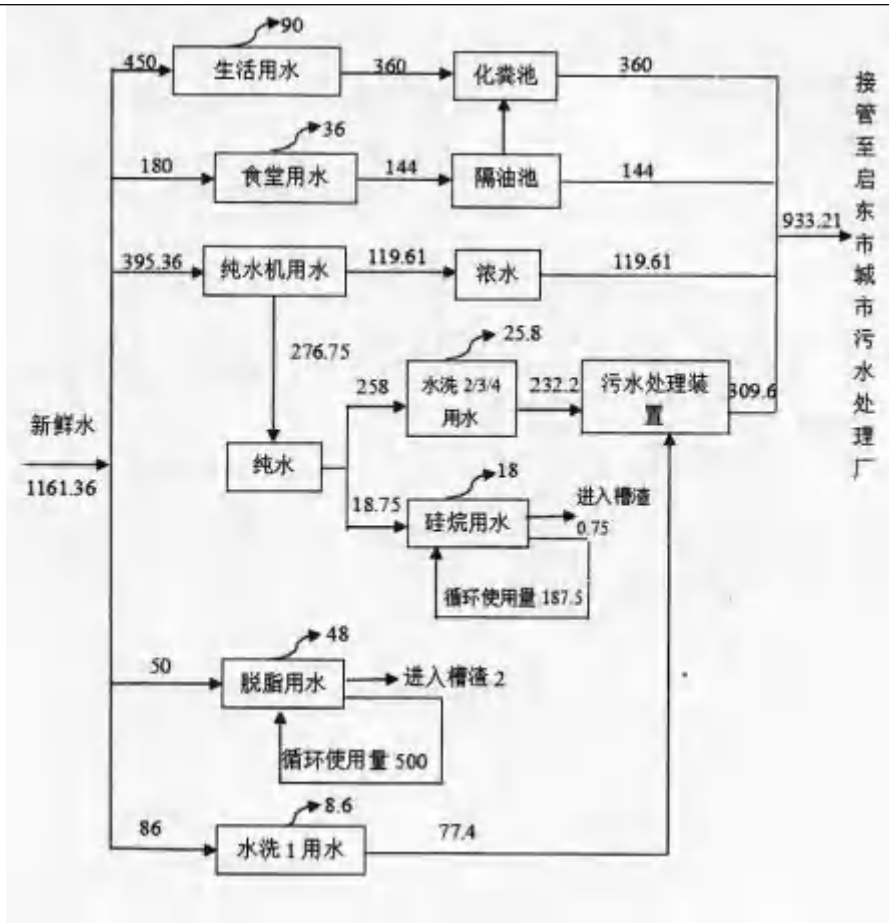 90
450
生活用水
360
化粪池
360
36
180
食堂用水
144
隔油池
144
933.21
395.36
纯水机用水
119.61
浓水
119.61
276.75
25.8
258
水洗 2/3/4
用水
232.2
污水处理装
置
309.6
新鲜水
1161.36
纯水
18
18.75
硅烷用水
进入槽渣
0.75
循环使用量 187.5
48
50
脱脂用水
进入槽渣 2
循环使用量 500
8.6
86
水洗 1 用水
77.4
接管至启东市城市污水处理厂